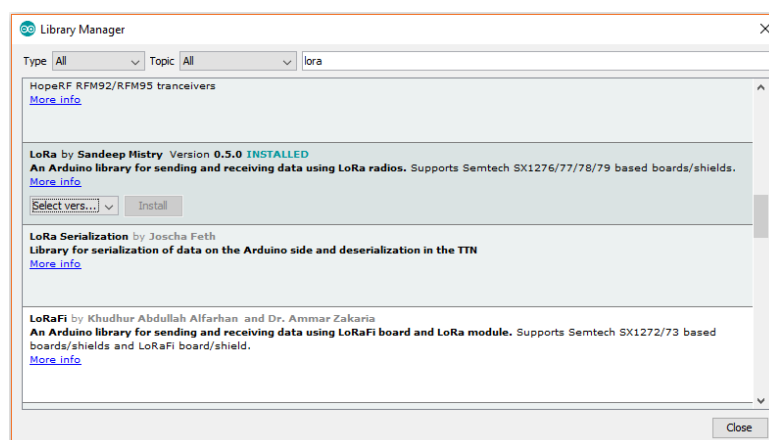 Library Manager
Type All Topic All lora
HopeRF RFM92/RFM95 tranceivers
More info
LoRa by Sandeep Mistry Version 0.5.0 INSTALLED
An Arduino library for sending and receiving data using LoRa radios. Supports Semtech SX1276/77/78/79 based boards/shields.
More info
Select vers... Install
LoRa Serialization by Joscha Feth
Library for serialization of data on the Arduino side and deserialization in the TTN
More info
LoRaFi by Khudhur Abdullah Alfarhan and Dr. Ammar Zakaria
An Arduino library for sending and receiving data using LoRaFi board and LoRa module. Supports Semtech SX1272/73 based
boards/shields and LoRaFi board/shield.
More info
Close